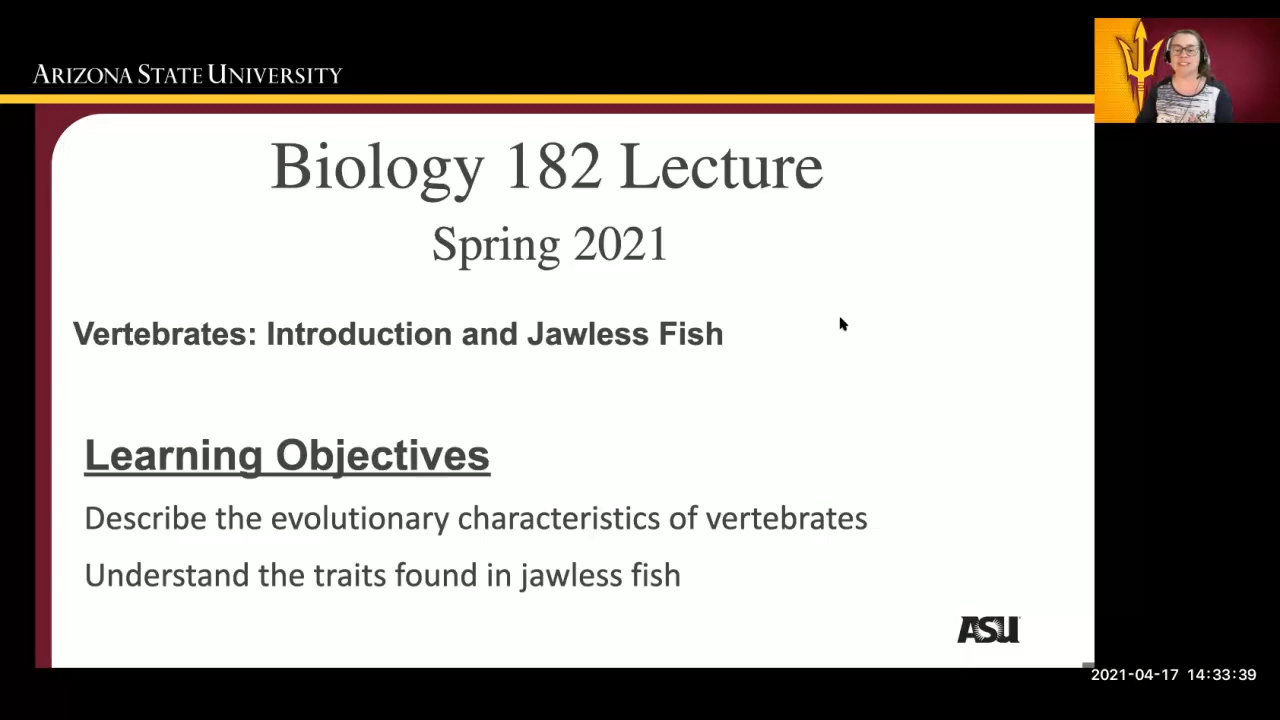 ARIZONA STATE UNIVERSITY
Biology 182 Lecture
Spring 2021
Vertebrates: Introduction and Jawless Fish
Learning Objectives
Describe the evolutionary characteristics of vertebrates
Understand the traits found in jawless fish
ASU
2021-04-17 14:33:39